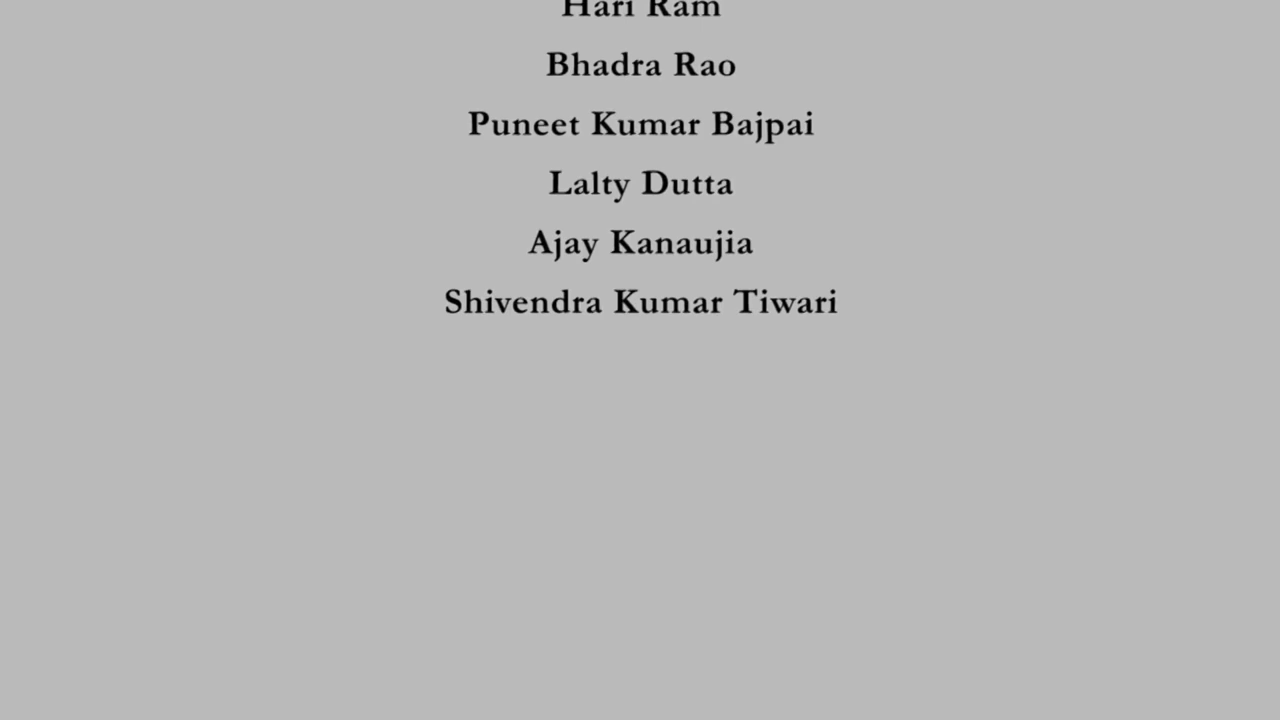 Hari Ram
Bhadra Rao
Puneet Kumar Bajpai
Lalty Dutta
Ajay Kanaujia
Shivendra Kumar Tiwari